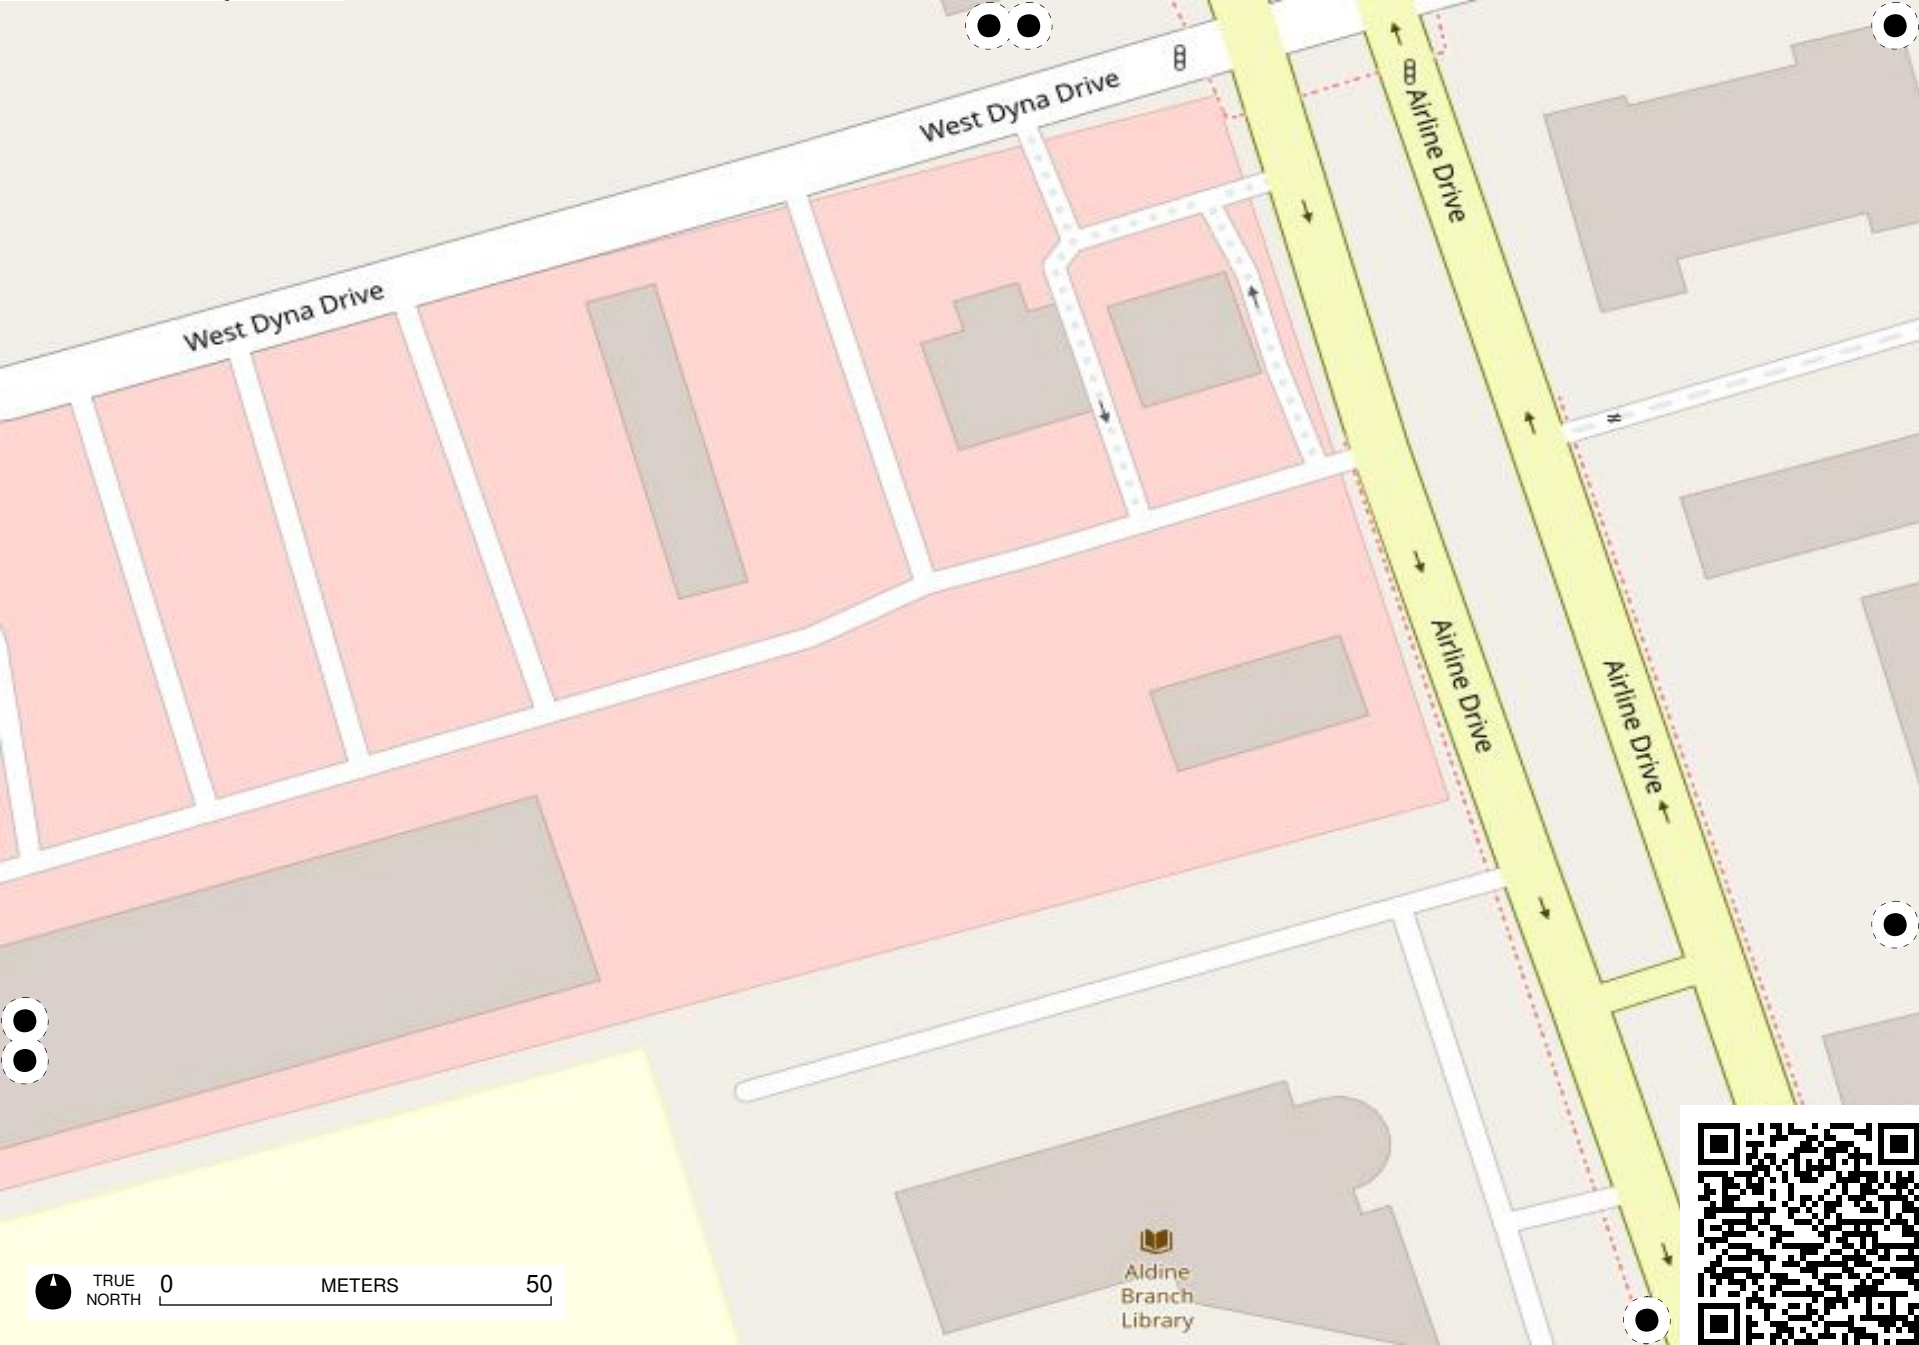 West Dyna Drive
Airline Drive
West Dyna Drive
Airline Drive
Airline Drive
Aldine
Branch
Library
TRUE
NORTH
0 METERS 50